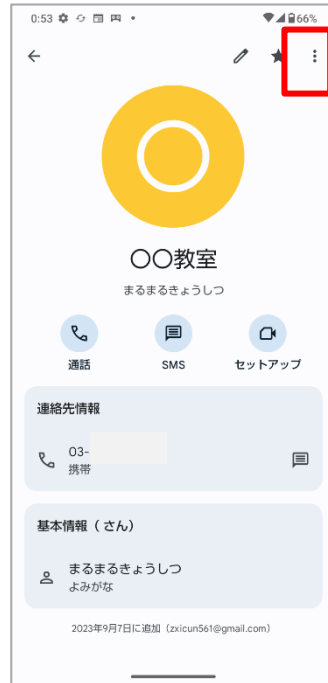 0:53 66%
〇〇教室
まるまるきょうしつ
通話 SMS セットアップ
連絡先情報
03-
携帯
基本情報（ さん）
まるまるきょうしつ
よみがな
2023年9月7日に追加（zxicun561@gmail.com）